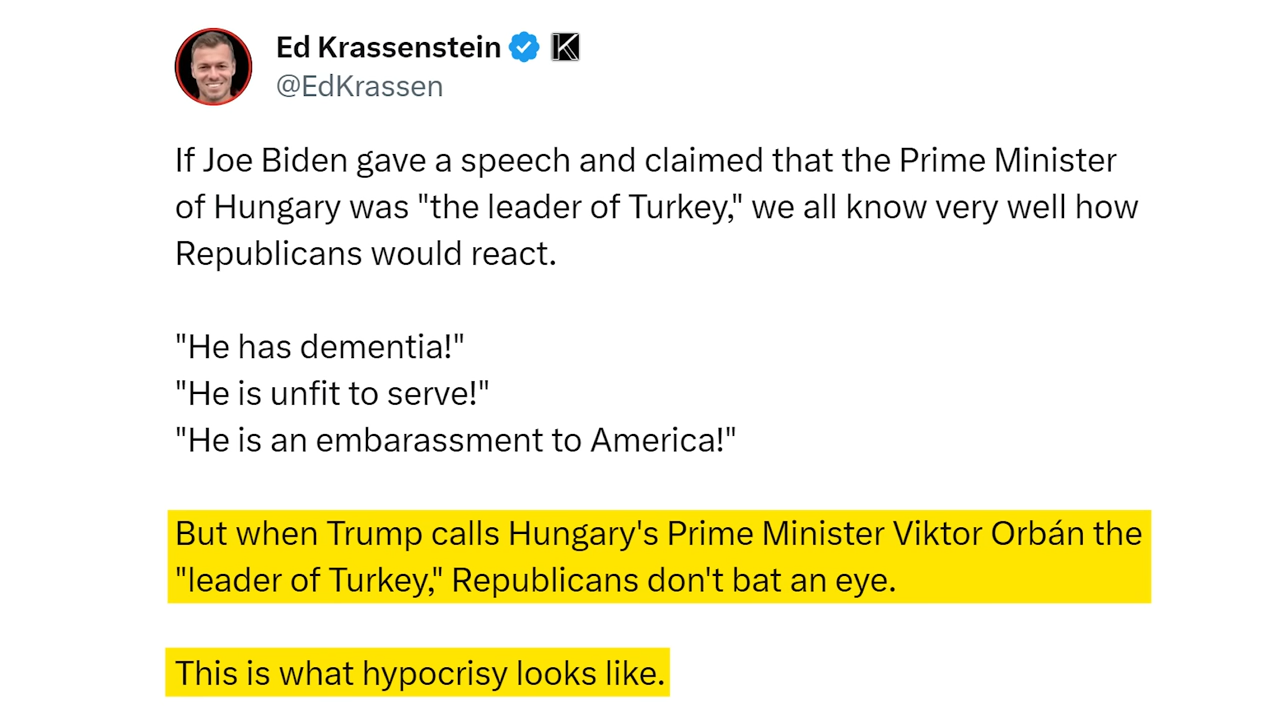 Ed Krassenstein
@EdKrassen
If Joe Biden gave a speech and claimed that the Prime Minister
of Hungary was "the leader of Turkey," we all know very well how
Republicans would react.
"He has dementia!"
"He is unfit to serve!"
"He is an embarassment to America!"
But when Trump calls Hungary's Prime Minister Viktor Orbán the
"leader of Turkey," Republicans don't bat an eye.
This is what hypocrisy looks like.